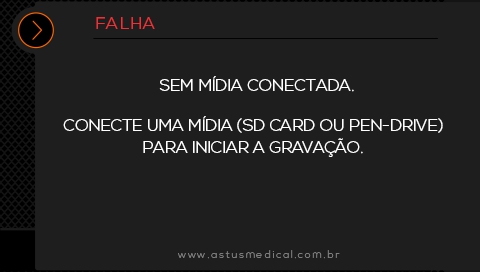 FALHA
SEM MÍDIA CONECTADA.
CONECTE UMA MÍDIA (SD CARD OU PEN-DRIVE)
PARA INICIAR A GRAVAÇÃO.
www.astusmedical.com.br